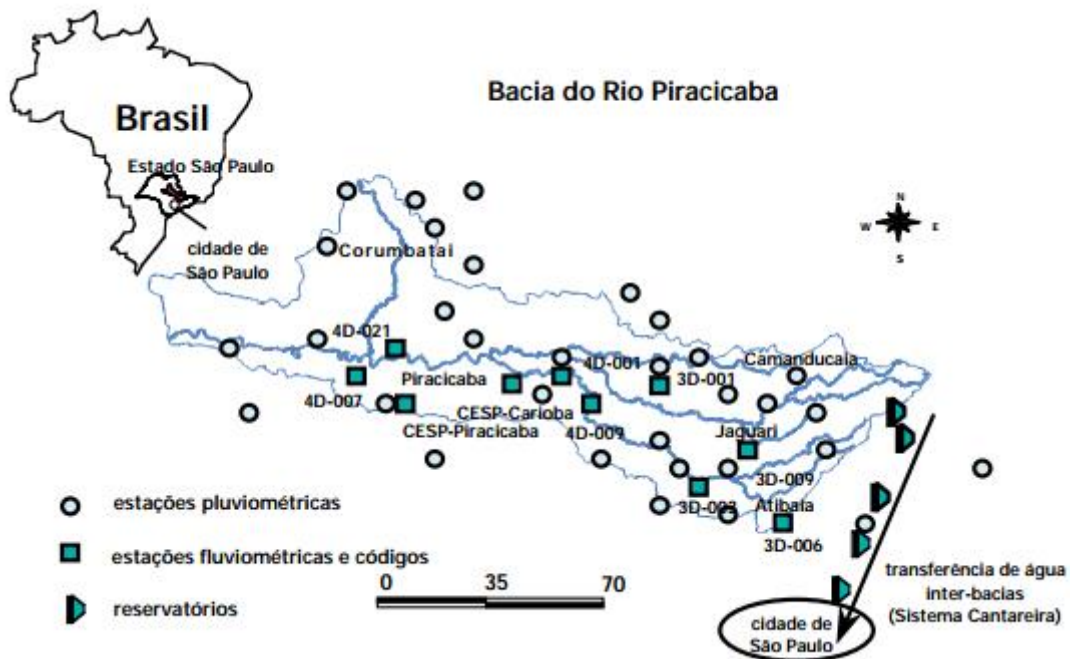 Bacia do Rio Piracicaba
Brasil
Estado São Paulo
cidade de
São Paulo
N
W
E
S
Corumbatai
4D-021
4D-001
Camanducaia
3D-001
Piracicaba
4D-007
CESP-Carioba
CESP-Piracicaba
4D-009
Jaguari
3D-009
3D-003
Atibaia
3D-006
estações pluviométricas
estações fluviométricas e códigos
reservatórios
0
35
70
transferência de água
inter-bacias
(Sistema Cantareira)
cidade de
São Paulo